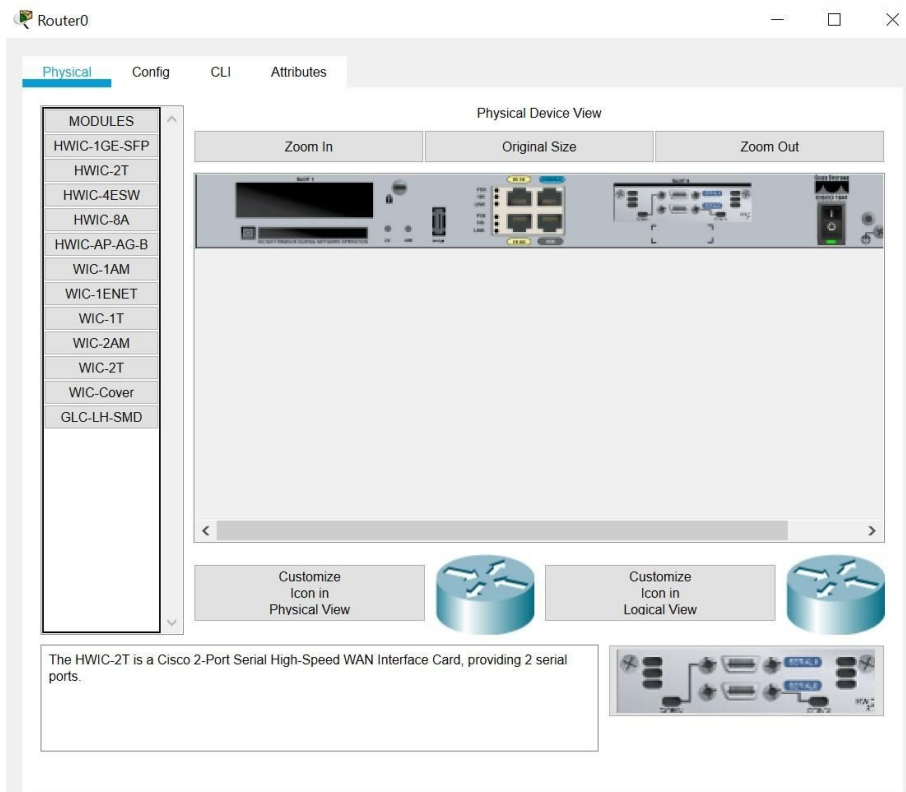 Router0
Physical
Config
CLI
Attributes
MODULES
HWIC-1GE-SFP
HWIC-2T
HWIC-4ESW
HWIC-8A
HWIC-AP-AG-B
WIC-1AM
WIC-1ENET
WIC-1T
WIC-2AM
WIC-2T
WIC-Cover
GLC-LH-SMD
Physical Device View
Zoom In
Original Size
Zoom Out
Customize
Icon in
Physical View
Customize
Icon in
Logical View
The HWIC-2T is a Cisco 2-Port Serial High-Speed WAN Interface Card, providing 2 serial
ports.